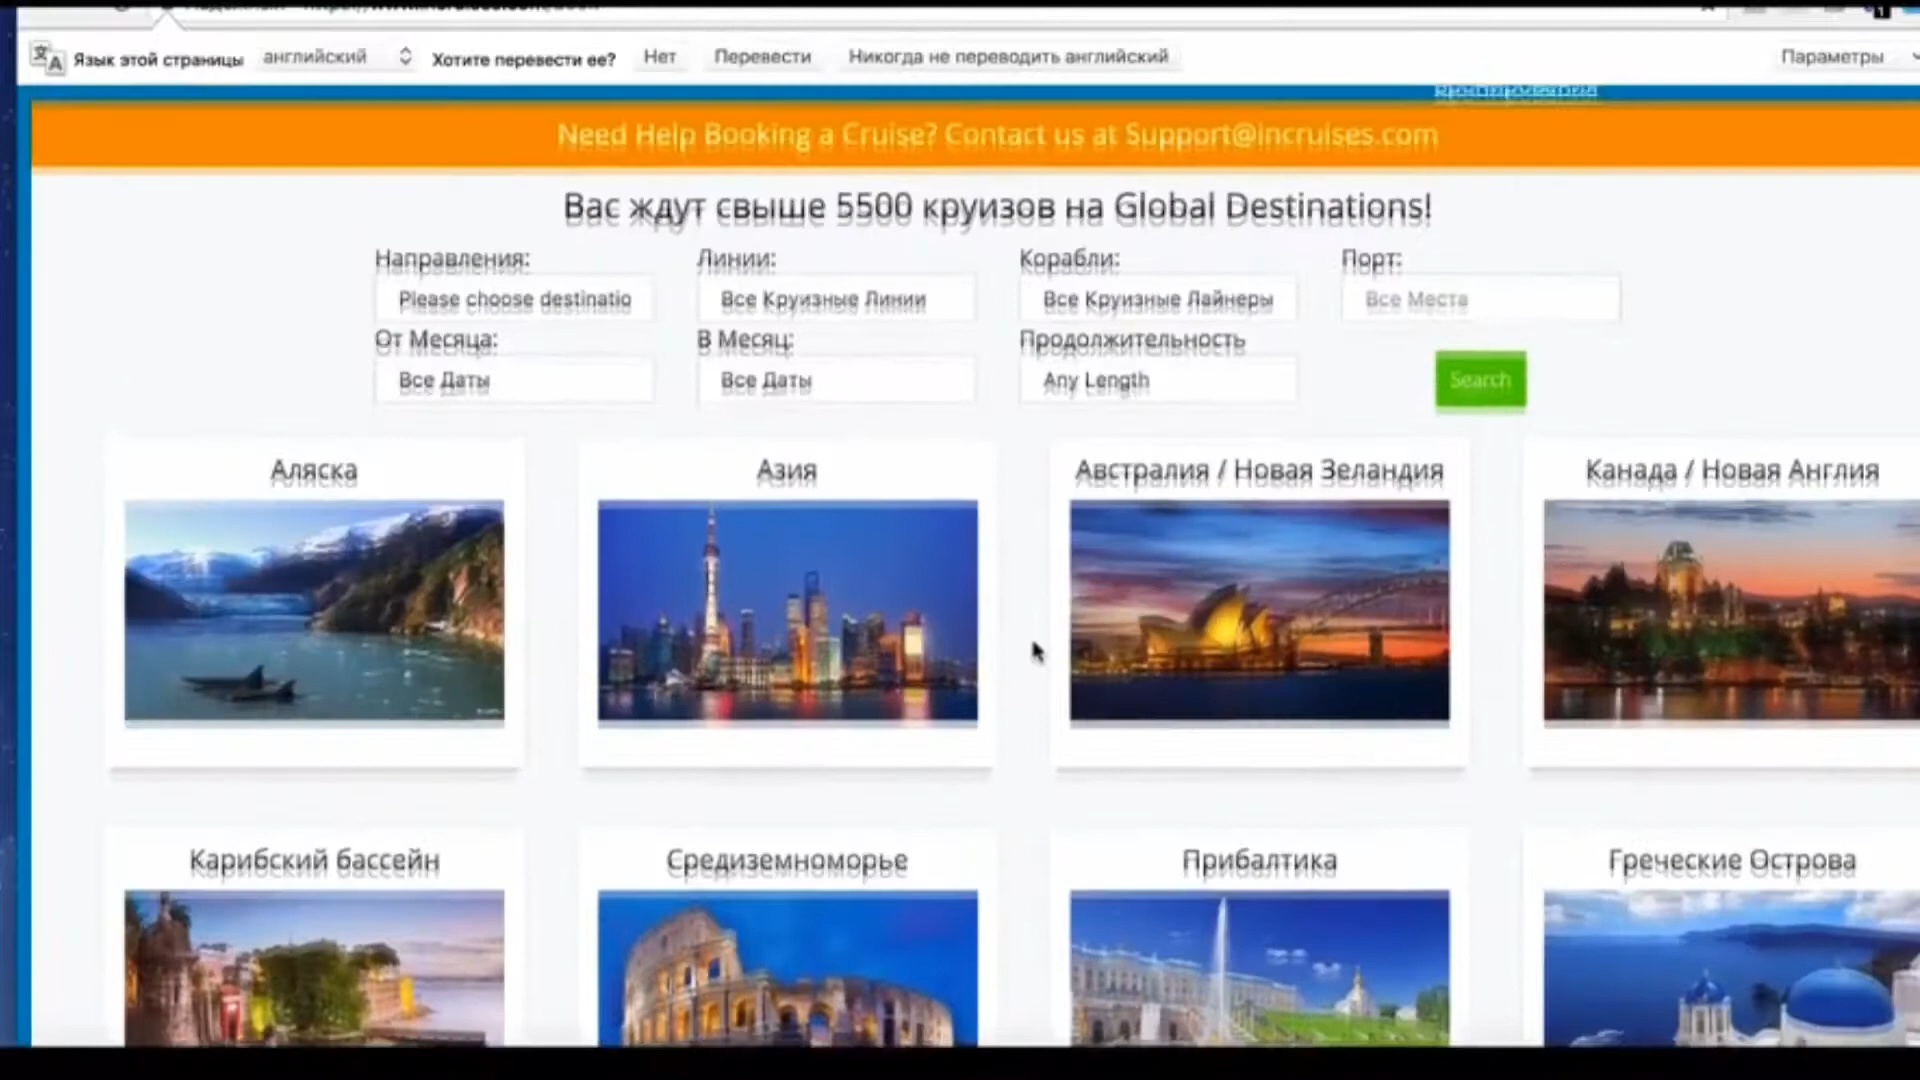 Язык этой страницы английский Хотите перевести ее? Нет Перевести Никогда не переводить английский Параметры
Need Help Booking a Cruise? Contact us at Support@incruises.com
Вас ждут свыше 5500 круизов на Global Destinations!
Направления: Линии: Корабли: Порт:
Please choose destinatio Все Круизные Линии Все Круизные Лайнеры Все Места
От Месяца: В Месяц: Продолжительность
Все Даты Все Даты Any Length Search
Аляска Азия Австралия / Новая Зеландия Канада / Новая Англия
Карибский бассейн Средиземноморье Прибалтика Греческие Острова